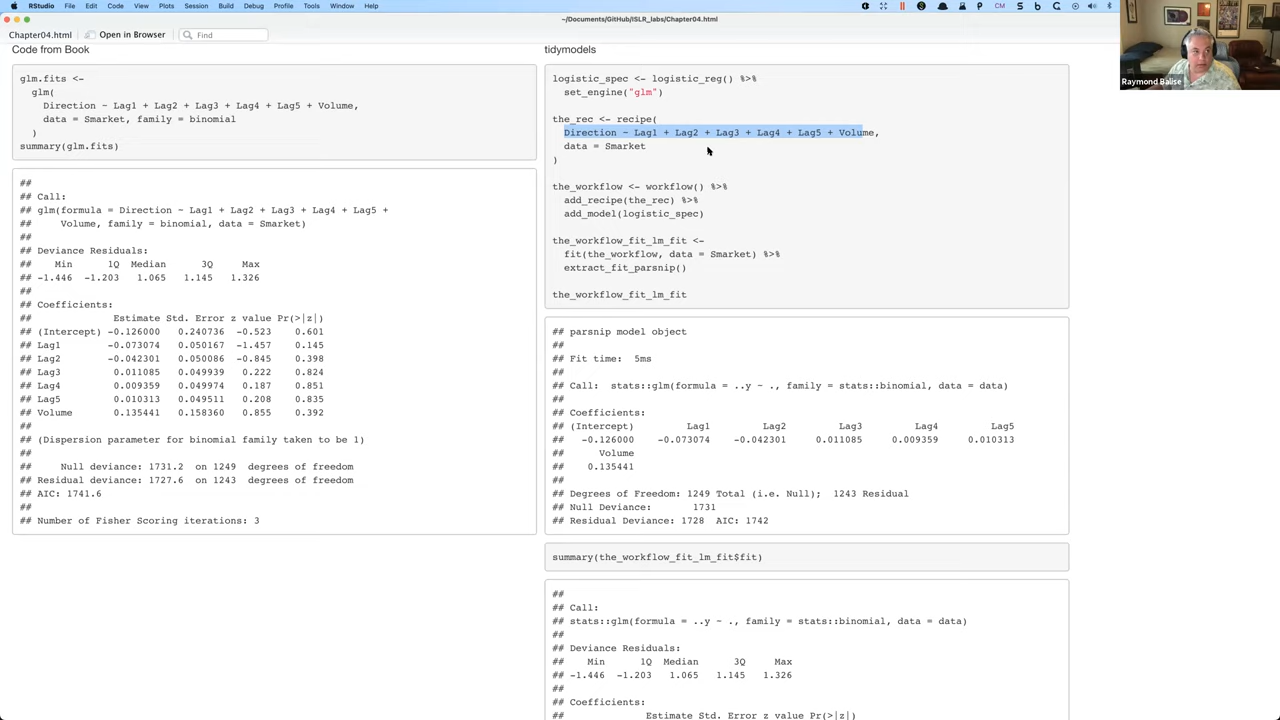 RStudio File Edit Code View Plots Session Build Debug Profile Tools Window Help
~/Documents/GitHub/ISLR_labs/Chapter04.html
Chapter04.html Open in Browser Find
Raymond Balise
Code from Book
glm.fits <-
glm(
Direction ~ Lag1 + Lag2 + Lag3 + Lag4 + Lag5 + Volume,
data = Smarket, family = binomial
)
summary(glm.fits)
##
## Call:
## glm(formula = Direction ~ Lag1 + Lag2 + Lag3 + Lag4 + Lag5 +
## Volume, family = binomial, data = Smarket)
##
## Deviance Residuals:
## Min 1Q Median 3Q Max
## -1.446 -1.203 1.065 1.145 1.326
##
## Coefficients:
## Estimate Std. Error z value Pr(>|z|)
## (Intercept) -0.126000 0.240736 -0.523 0.601
## Lag1 -0.073074 0.050167 -1.457 0.145
## Lag2 -0.042301 0.050086 -0.845 0.398
## Lag3 0.011085 0.049939 0.222 0.824
## Lag4 0.009359 0.049974 0.187 0.851
## Lag5 0.010313 0.049511 0.208 0.835
## Volume 0.135441 0.158360 0.855 0.392
##
## (Dispersion parameter for binomial family taken to be 1)
##
## Null deviance: 1731.2 on 1249 degrees of freedom
## Residual deviance: 1727.6 on 1243 degrees of freedom
## AIC: 1741.6
##
## Number of Fisher Scoring iterations: 3
tidymodels
logistic_spec <- logistic_reg() %>%
set_engine("glm")
the_rec <- recipe(
Direction ~ Lag1 + Lag2 + Lag3 + Lag4 + Lag5 + Volume,
data = Smarket
)
the_workflow <- workflow() %>%
add_recipe(the_rec) %>%
add_model(logistic_spec)
the_workflow_fit_lm_fit <-
fit(the_workflow, data = Smarket) %>%
extract_fit_parsnip()
the_workflow_fit_lm_fit
## parsnip model object
##
## Fit time: 5ms
##
## Call: stats::glm(formula = ..y ~ ., family = stats::binomial, data = data)
##
## Coefficients:
## (Intercept) Lag1 Lag2 Lag3 Lag4 Lag5
## -0.126000 -0.073074 -0.042301 0.011085 0.009359 0.010313
## Volume
## 0.135441
##
## Degrees of Freedom: 1249 Total (i.e. Null); 1243 Residual
## Null Deviance: 1731
## Residual Deviance: 1728 AIC: 1742
summary(the_workflow_fit_lm_fit$fit)
##
## Call:
## stats::glm(formula = ..y ~ ., family = stats::binomial, data = data)
##
## Deviance Residuals:
## Min 1Q Median 3Q Max
## -1.446 -1.203 1.065 1.145 1.326
##
## Coefficients:
## Estimate Std. Error z value Pr(>|z|)